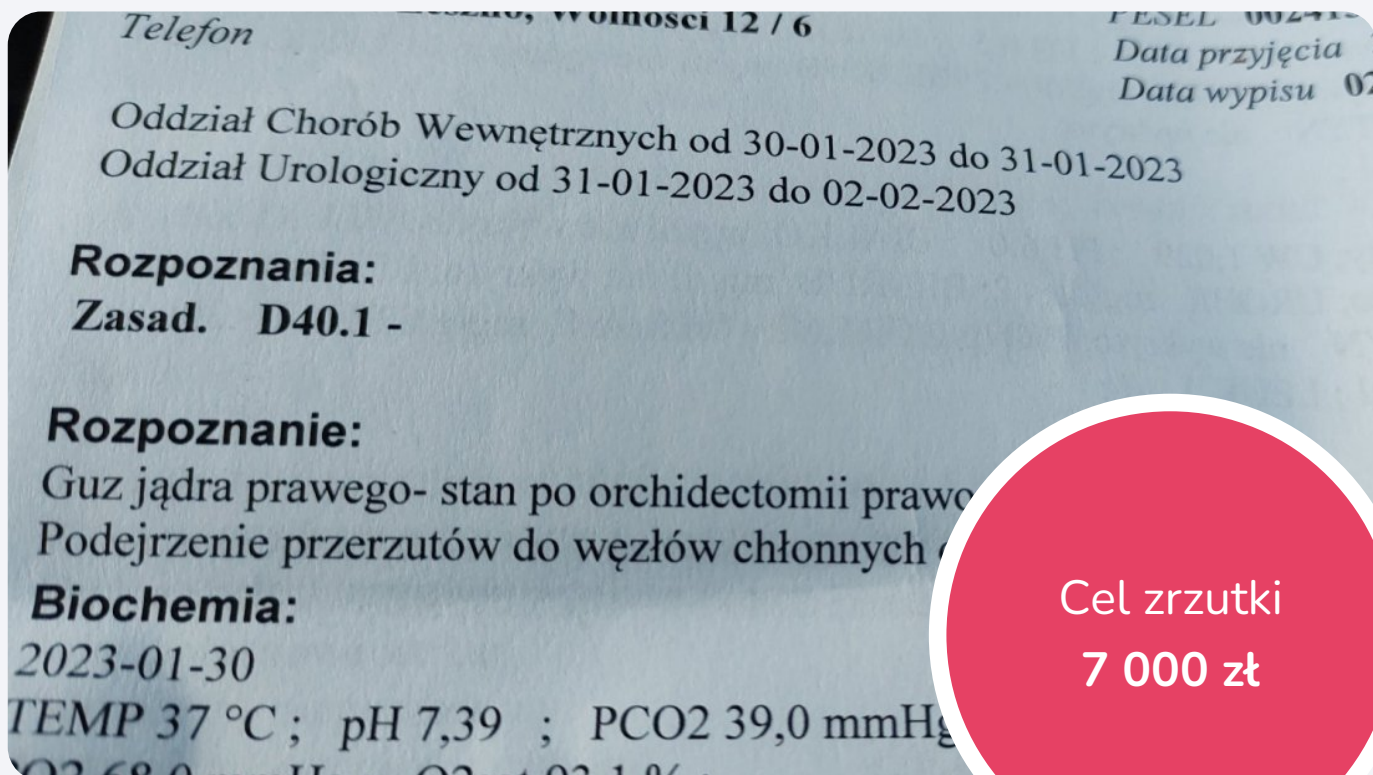 Wolności 12 / 6
PESEL
Telefon
Data przyjęcia
Data wypisu 02
Oddział Chorób Wewnętrznych od 30-01-2023 do 31-01-2023
Oddział Urologiczny od 31-01-2023 do 02-02-2023
Rozpoznania:
Zasad. D40.1 -
Rozpoznanie:
Guz jądra prawego- stan po orchidectomii prawo
Podejrzenie przerzutów do węzłów chłonnych
Biochemia:
2023-01-30
TEMP 37 °C ; pH 7,39 ; PCO2 39,0 mmHg
Cel zrzutki
7 000 zł